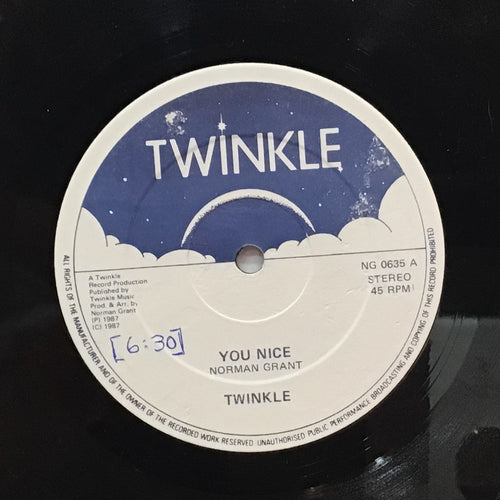 TWINKLE
A Twinkle
Record Production
Published by
Twinkle Music
Prod. & Arr. by
Norman Grant
(P) 1987
(C) 1987
NG 0635 A
STEREO
45 RPM
[6:30]
YOU NICE
NORMAN GRANT
TWINKLE
ALL RIGHTS OF THE MANUFACTURER AND OF THE OWNER OF THE RECORDED WORK RESERVED. UNAUTHORISED PUBLIC PERFORMANCE BROADCASTING AND COPYING OF THIS RECORD PROHIBITED